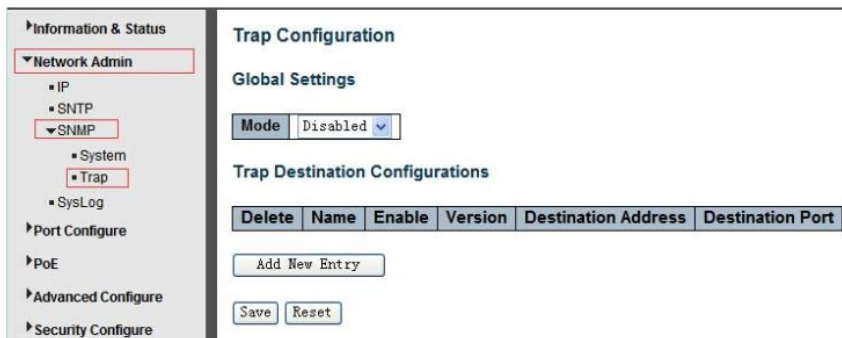 Information & Status
Network Admin
IP
SNTP
SNMP
System
Trap
SysLog
Port Configure
PoE
Advanced Configure
Security Configure
Trap Configuration
Global Settings
Mode Disabled
Trap Destination Configurations
Delete Name Enable Version Destination Address Destination Port
Add New Entry
Save Reset